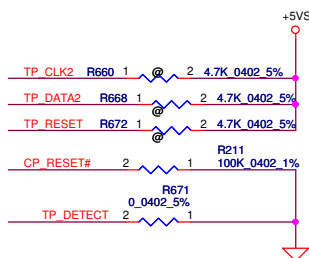 +5VS
TP_CLK2 R660 1 @ 2 4.7K_0402_5%
TP_DATA2 R668 1 @ 2 4.7K_0402_5%
TP_RESET R672 1 @ 2 4.7K_0402_5%
R211
CP_RESET# 2 1 100K_0402_1%
R671
0_0402_5%
TP_DETECT 2 1